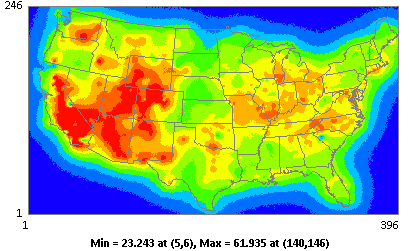 246
1
1
396
Min = 23.243 at (5,6), Max = 61.935 at (140,146)